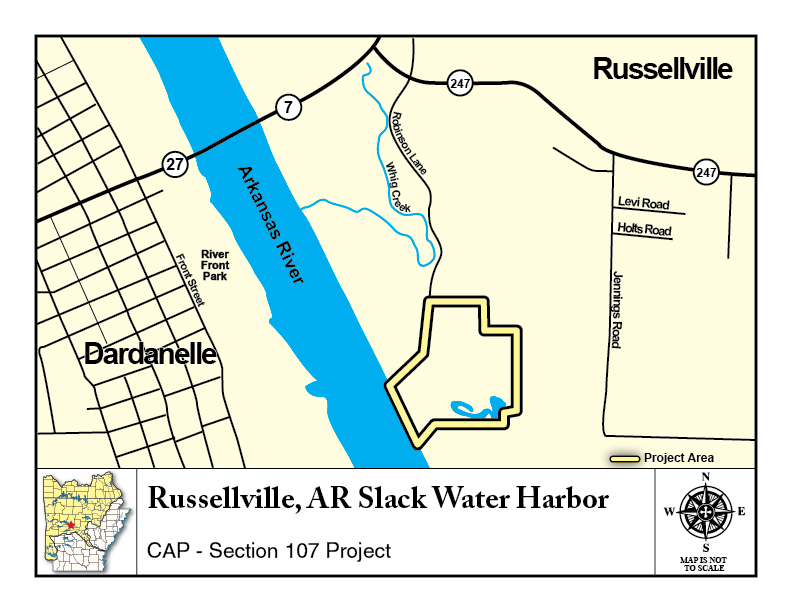 Russellville
247
7
Robinson Lane
27
247
Arkansas River
Whig Creek
Levi Road
Holts Road
River
Front
Park
Front Street
Jennings Road
Dardanelle
Project Area
Russellville, AR Slack Water Harbor
CAP - Section 107 Project
N
W
E
S
MAP IS NOT
TO SCALE